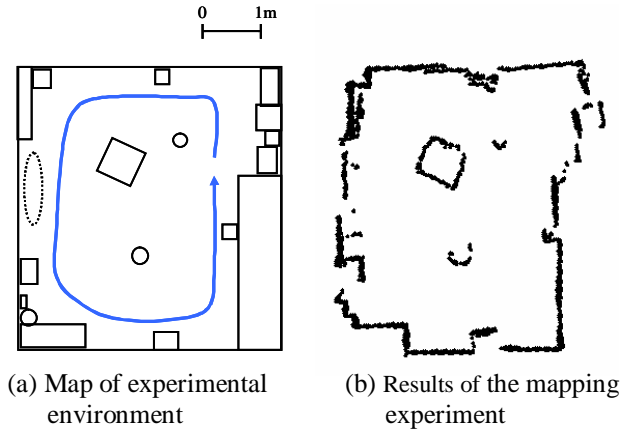 0 1m
(a) Map of experimental
environment
(b) Results of the mapping
experiment